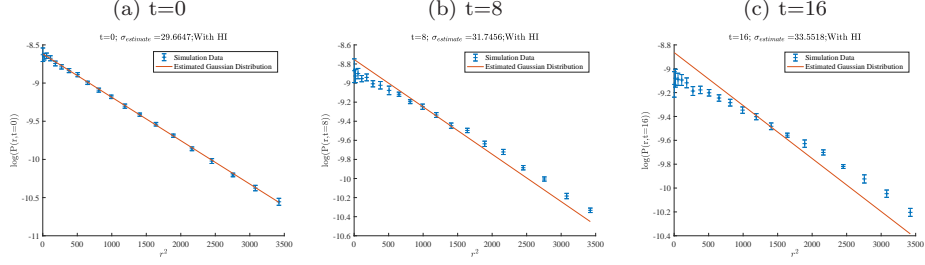 (a) t=0
t=0; σestimate =29.6647;With HI
Simulation Data
Estimated Gaussian Distribution
log(P(r,t=0))
-8.5
-9
-9.5
-10
-10.5
-11
0 500 1000 1500 2000 2500 3000 3500
r²
(b) t=8
t=8; σestimate =31.7456;With HI
Simulation Data
Estimated Gaussian Distribution
log(P(r,t=8))
-8.6
-8.8
-9
-9.2
-9.4
-9.6
-9.8
-10
-10.2
-10.4
-10.6
0 500 1000 1500 2000 2500 3000 3500
r²
(c) t=16
t=16; σestimate =33.5518;With HI
Simulation Data
Estimated Gaussian Distribution
log(P(r,t=16))
-8.8
-9
-9.2
-9.4
-9.6
-9.8
-10
-10.2
-10.4
0 500 1000 1500 2000 2500 3000 3500
r²